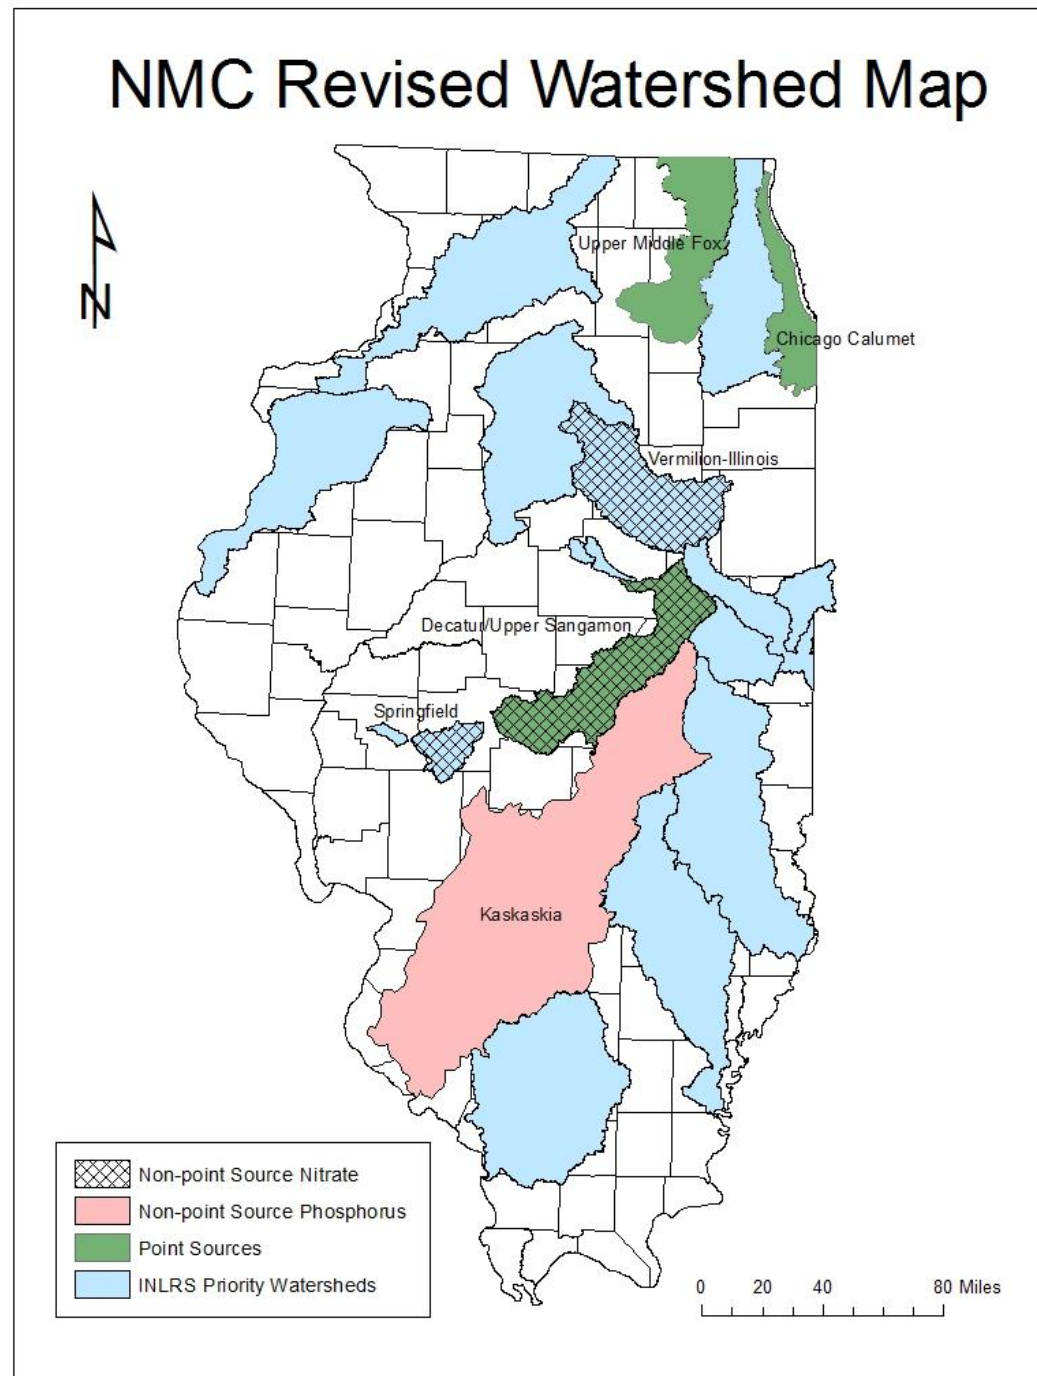 NMC Revised Watershed Map
N
Upper Middle Fox
Chicago Calumet
Vermilion-Illinois
Decatur/Upper Sangamon
Springfield
Kaskaskia
Non-point Source Nitrate
Non-point Source Phosphorus
Point Sources
INLRS Priority Watersheds
0 20 40 80 Miles